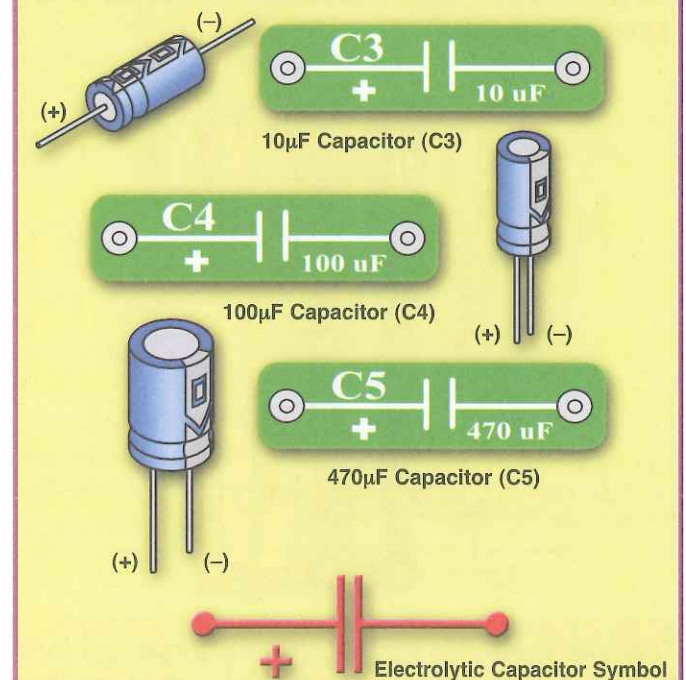 (–)
(+)
C3
+
10 uF
10µF Capacitor (C3)
C4
+
100 uF
100µF Capacitor (C4)
(+) (–)
C5
+
470 uF
470µF Capacitor (C5)
(+) (–)
+
Electrolytic Capacitor Symbol